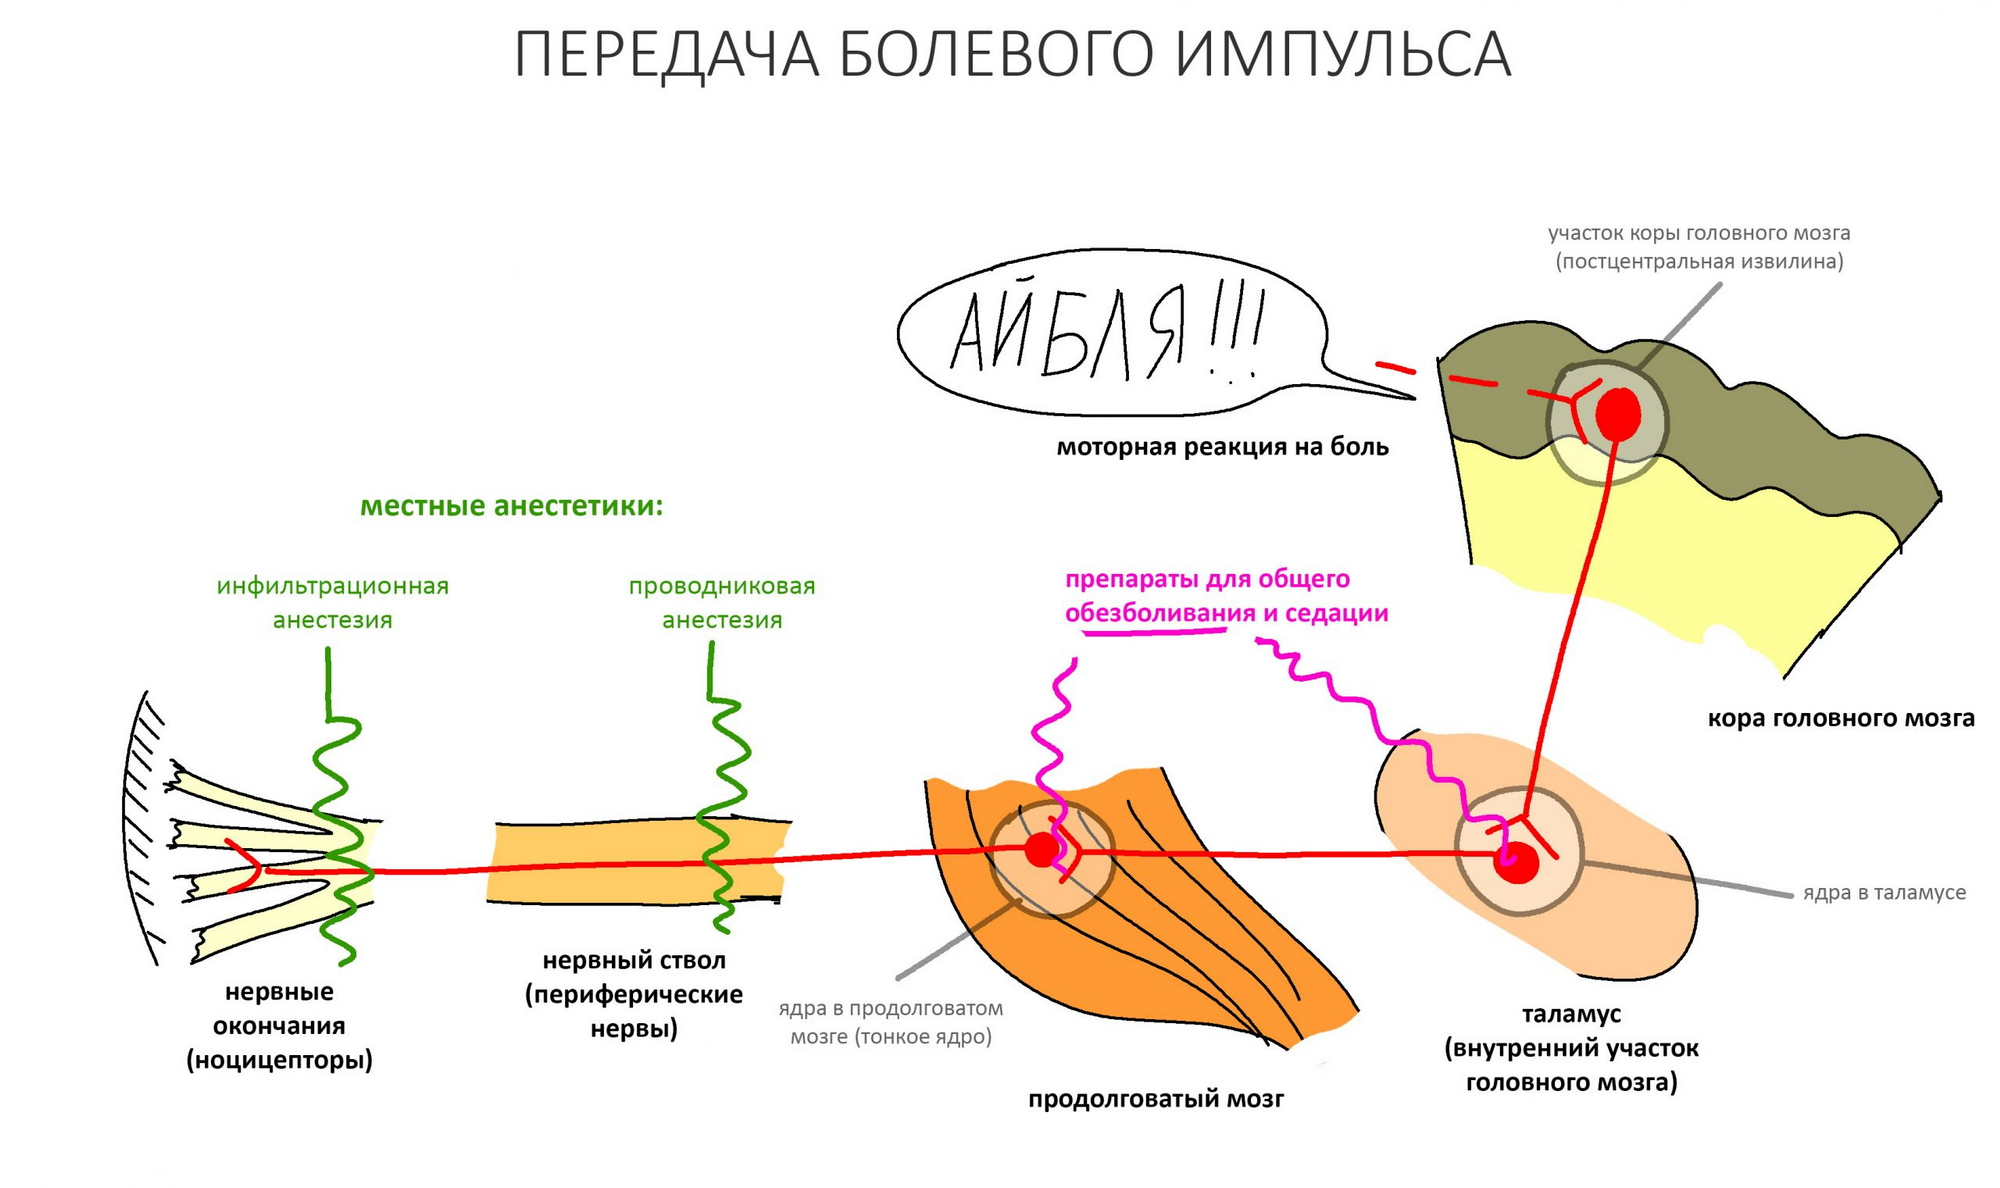 ПЕРЕДАЧА БОЛЕВОГО ИМПУЛЬСА
участок коры головного мозга
(постцентральная извилина)
АЙ БЛЯ!!!
моторная реакция на боль
местные анестетики:
инфильтрационная
анестезия
проводниковая
анестезия
препараты для общего
обезболивания и седации
кора головного мозга
ядра в таламусе
нервные
окончания
(ноцицепторы)
нервный ствол
(периферические
нервы)
ядра в продолговатом
мозге (тонкое ядро)
продолговатый мозг
таламус
(внутренний участок
головного мозга)